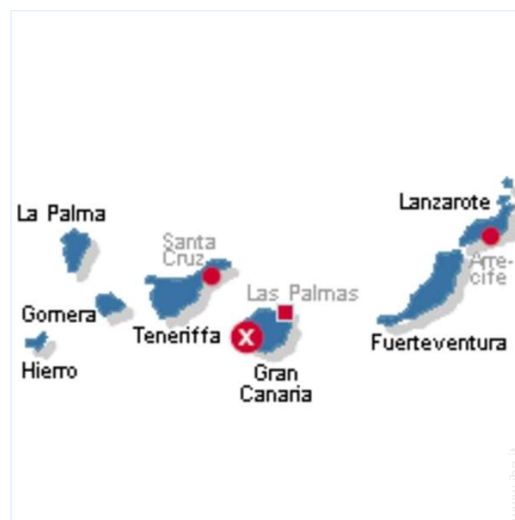 Lanzarote
La Palma
Santa
Cruz
Arre-
cife
Las Palmas
Gomera
Teneriffa
Fuerteventura
Hierro
Gran
Canaria
X